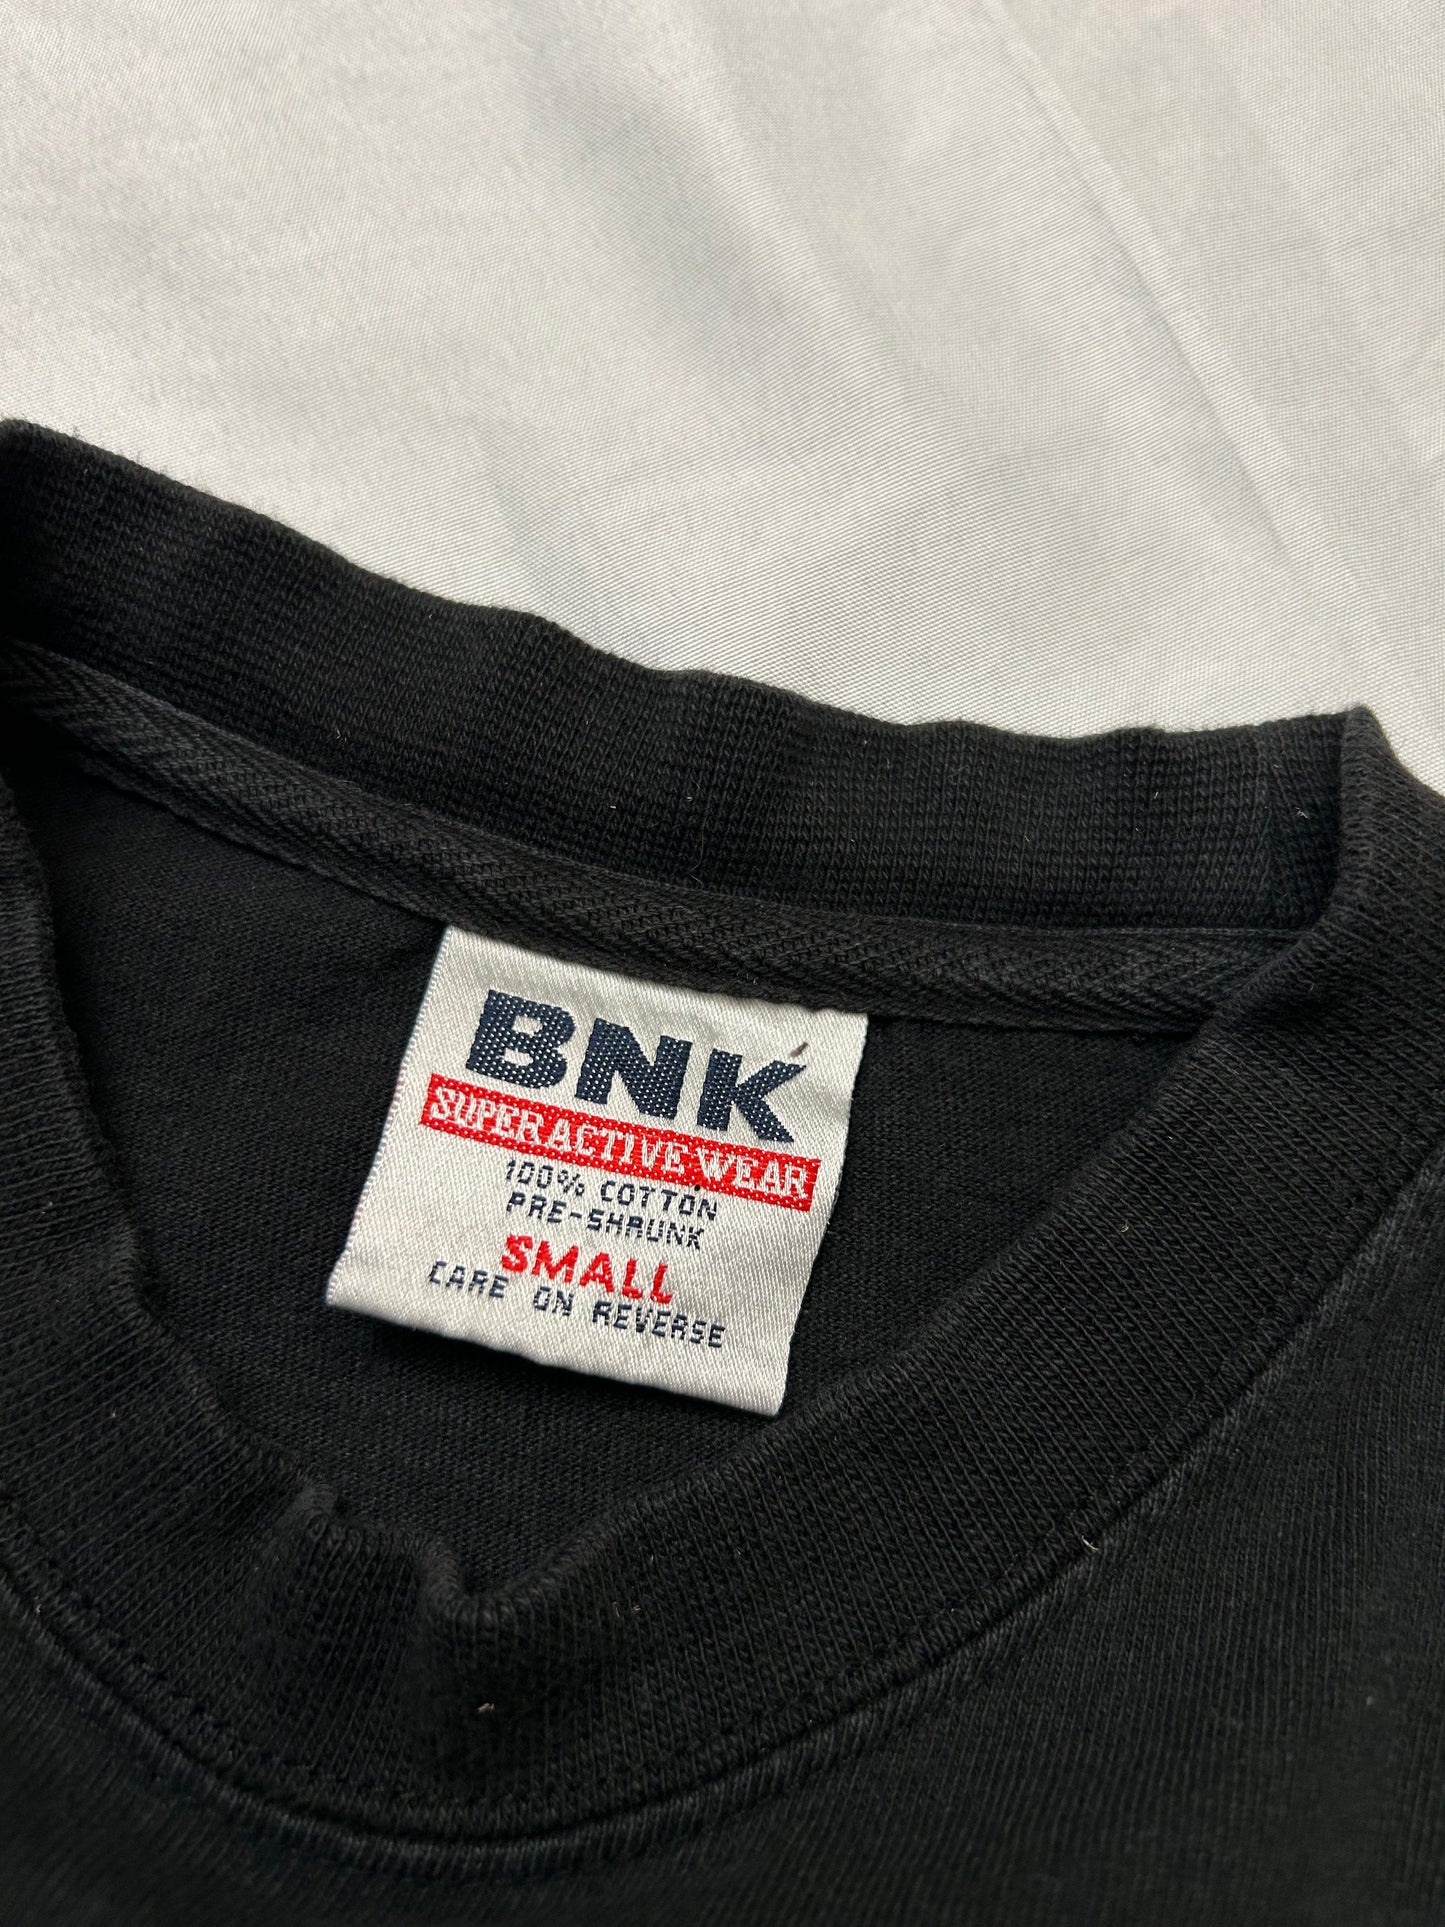 BNK
SUPER ACTIVE WEAR
100% COTTON
PRE-SHRUNK
SMALL
CARE ON REVERSE